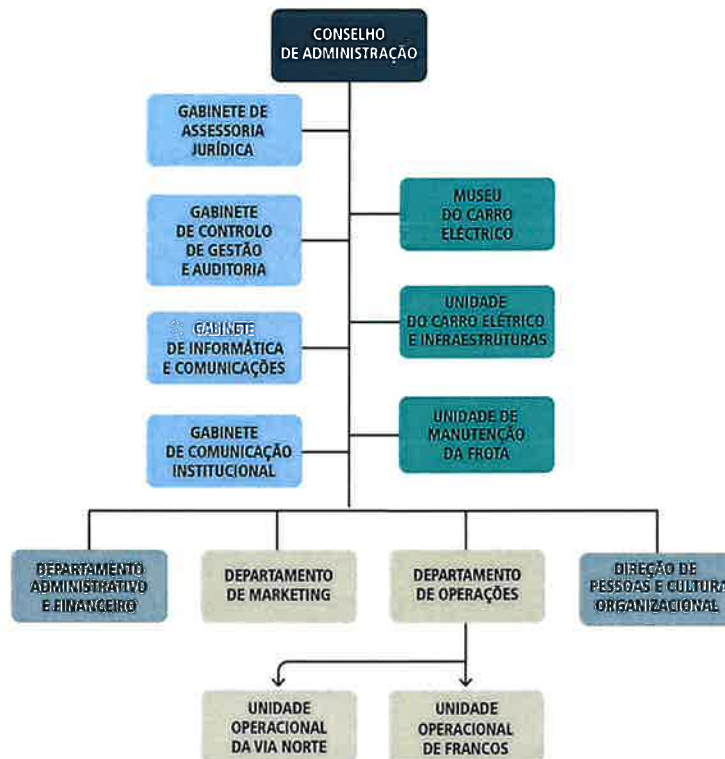 CONSELHO
DE ADMINISTRAÇÃO
GABINETE DE
ASSESSORIA
JURÍDICA
GABINETE
DE CONTROLO
DE GESTÃO
E AUDITORIA
MUSEU
DO CARRO
ELÉCTRICO
GABINETE
DE INFORMÁTICA
E COMUNICAÇÕES
UNIDADE
DO CARRO ELÉTRICO
E INFRAESTRUTURAS
GABINETE
DE COMUNICAÇÃO
INSTITUCIONAL
UNIDADE DE
MANUTENÇÃO
DA FROTA
DEPARTAMENTO
ADMINISTRATIVO
E FINANCEIRO
DEPARTAMENTO
DE MARKETING
DEPARTAMENTO
DE OPERAÇÕES
DIREÇÃO DE
PESSOAS E CULTURA
ORGANIZACIONAL
UNIDADE
OPERACIONAL
DA VIA NORTE
UNIDADE
OPERACIONAL
DE FRANCOS